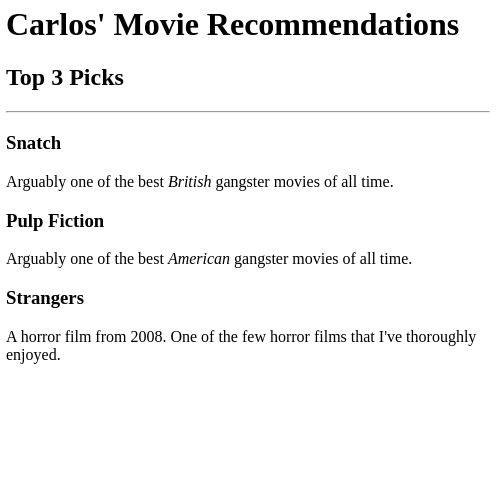 Carlos' Movie Recommendations
Top 3 Picks
Snatch
Arguably one of the best British gangster movies of all time.
Pulp Fiction
Arguably one of the best American gangster movies of all time.
Strangers
A horror film from 2008. One of the few horror films that I've thoroughly
enjoyed.